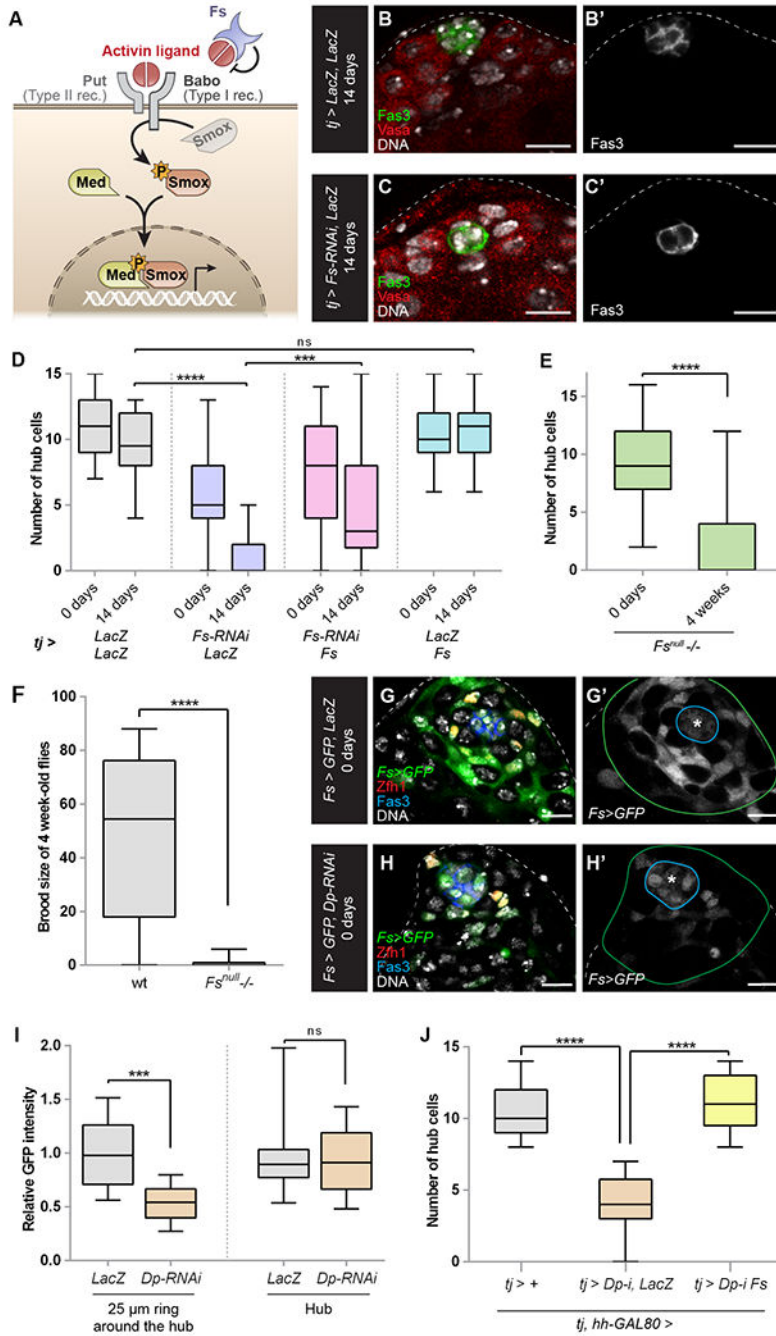 A
Fs
Activin ligand
Put
(Type II rec.)
Babo
(Type I rec.)
Smox
P
Med
Smox
P
Med
Smox
tj > LacZ, LacZ
14 days
B
Fas3
Vasa
DNA
B'
Fas3
tj > Fs-RNAi, LacZ
14 days
C
Fas3
Vasa
DNA
C'
Fas3
D
Number of hub cells
15
10
5
0
ns
****
***
0 days
14 days
0 days
14 days
0 days
14 days
0 days
14 days
tj >
LacZ
LacZ
Fs-RNAi
LacZ
Fs-RNAi
Fs
LacZ
Fs
E
Number of hub cells
15
10
5
0
****
0 days
4 weeks
Fsnull -/-
F
Brood size of 4 week-old flies
100
80
60
40
20
0
****
wt
Fsnull -/-
Fs > GFP, LacZ
0 days
G
Fs>GFP
Zfh1
Fas3
DNA
G'
*
Fs>GFP
Fs > GFP, Dp-RNAi
0 days
H
Fs>GFP
Zfh1
Fas3
DNA
H'
*
Fs>GFP
I
Relative GFP intensity
2.0
1.5
1.0
0.5
0.0
***
ns
LacZ
Dp-RNAi
LacZ
Dp-RNAi
25 µm ring
around the hub
Hub
J
Number of hub cells
15
10
5
0
****
****
tj > +
tj > Dp-i, LacZ
tj > Dp-i Fs
tj, hh-GAL80 >